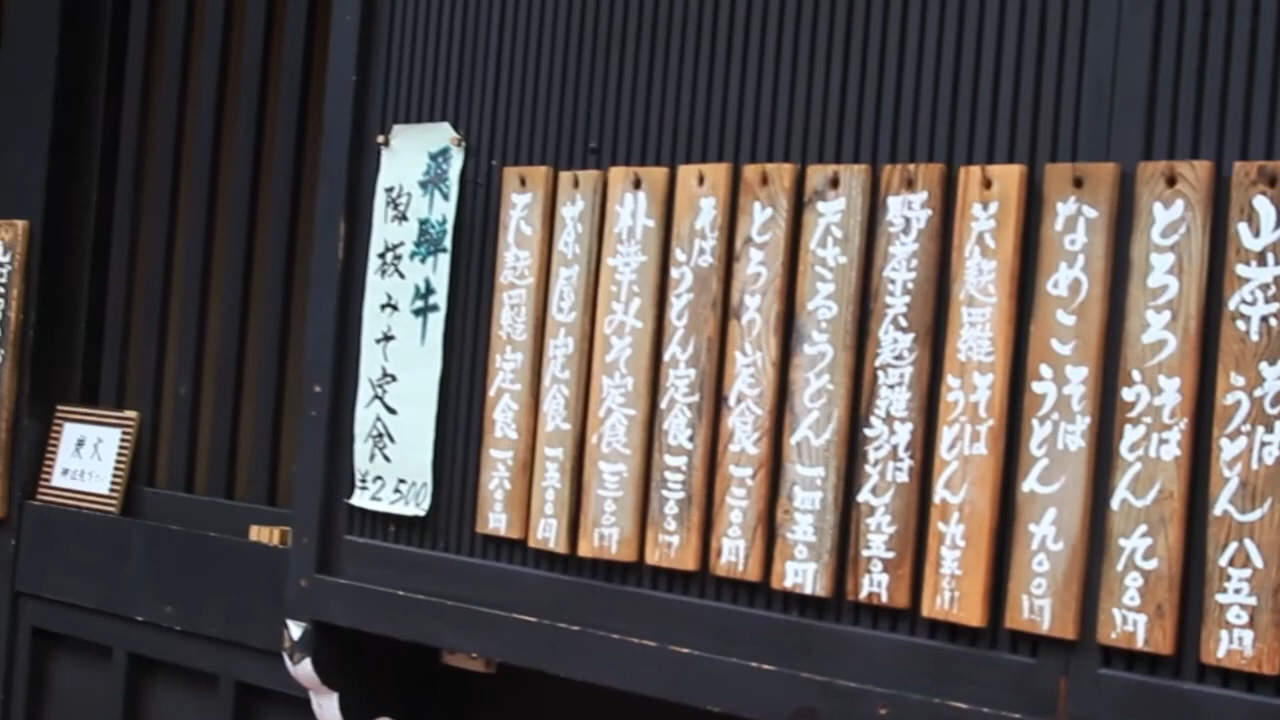 山菜
そば
うどん
八五〇円
とろろ
そば
うどん
九〇〇円
なめこ
そば
うどん
九〇〇円
天麩羅
そば
うどん
九五〇円
野菜天麩羅
そば
うどん
九五〇円
天ざるうどん
一、四五〇円
とろろ定食
一、二〇〇円
そば
うどん定食
一、三〇〇円
朴葉みそ定食
一、三〇〇円
茶屋定食
一、五〇〇円
天麩羅定食
一、六〇〇円
飛騨牛
陶板みそ定食
¥2500
炭火